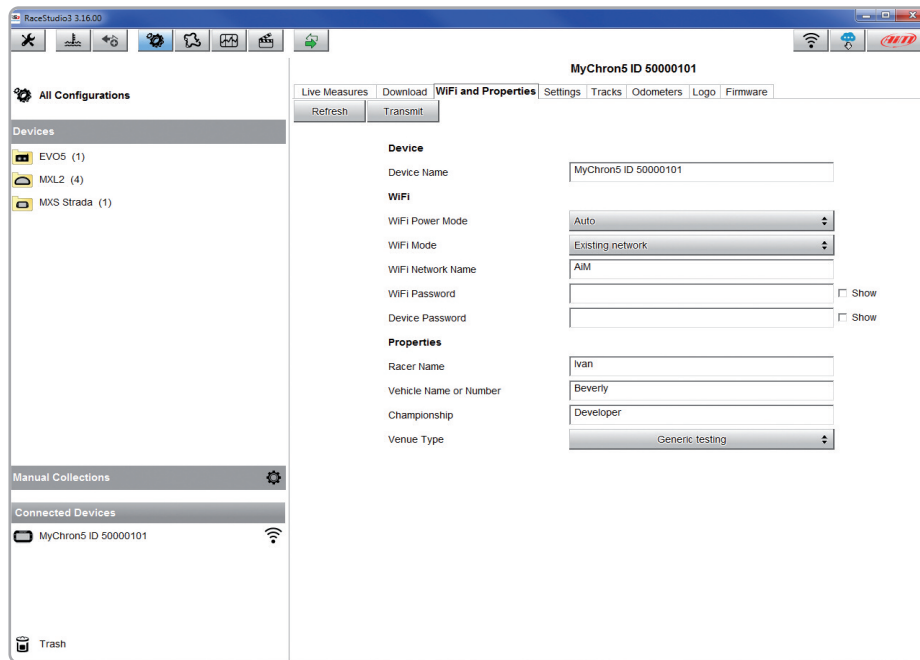 RaceStudio3 3.16.00
AiM
MyChron5 ID 50000101
All Configurations
Live Measures Download WiFi and Properties Settings Tracks Odometers Logo Firmware
Refresh Transmit
Devices
EVO5 (1)
MXL2 (4)
MXS Strada (1)
Device
Device Name MyChron5 ID 50000101
WiFi
WiFi Power Mode Auto
WiFi Mode Existing network
WiFi Network Name AiM
WiFi Password Show
Device Password Show
Properties
Racer Name Ivan
Vehicle Name or Number Beverly
Championship Developer
Venue Type Generic testing
Manual Collections
Connected Devices
MyChron5 ID 50000101
Trash